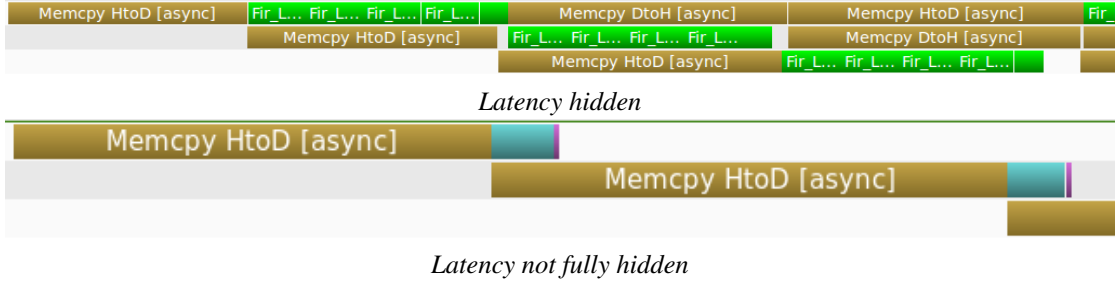 Memcpy HtoD [async] Fir_L... Fir_L... Fir_L... Fir_L... Memcpy DtoH [async] Memcpy HtoD [async] Fir_
Memcpy HtoD [async] Fir_L... Fir_L... Fir_L... Fir_L... Memcpy DtoH [async]
Memcpy HtoD [async] Fir_L... Fir_L... Fir_L... Fir_L...
Latency hidden
Memcpy HtoD [async]
Memcpy HtoD [async]
Latency not fully hidden